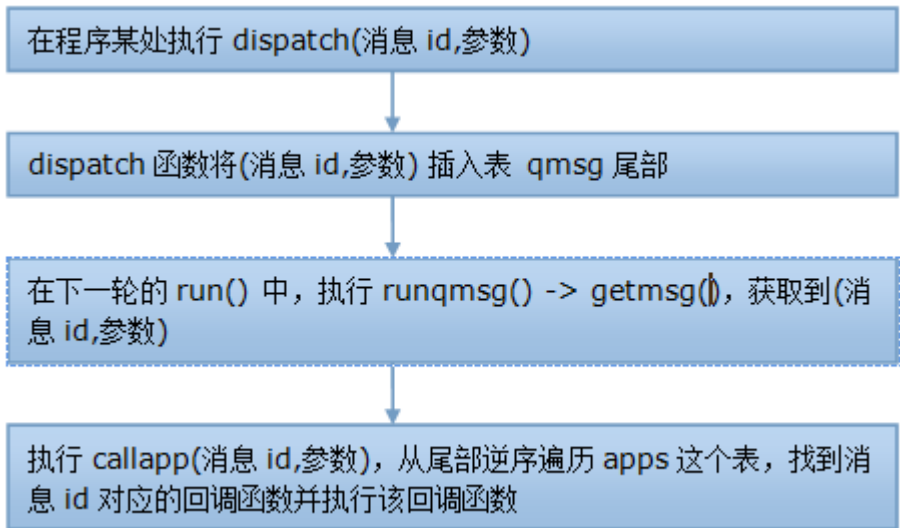 在程序某处执行 dispatch(消息 id,参数)
dispatch 函数将(消息 id,参数) 插入表 qmsg 尾部
在下一轮的 run() 中，执行 runqmsg() -> getmsg()，获取到(消
息 id,参数)
执行 callapp(消息 id,参数)，从尾部逆序遍历 apps 这个表，找到消
息 id 对应的回调函数并执行该回调函数